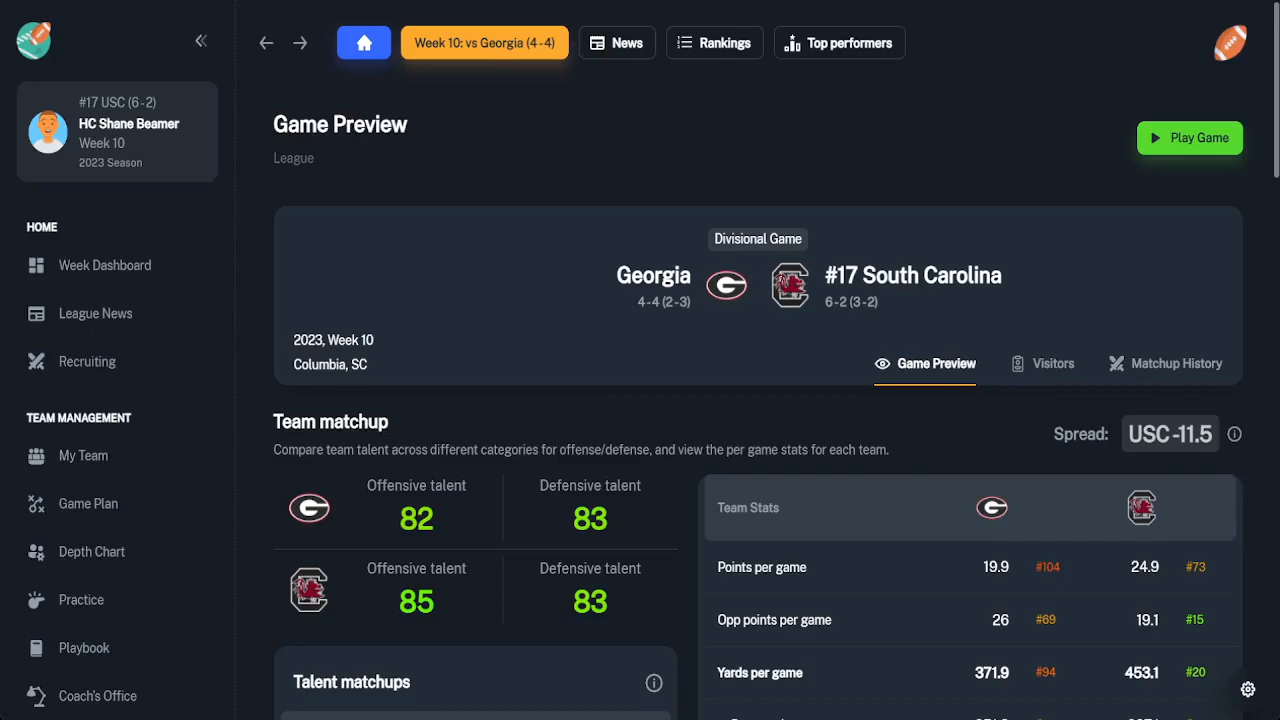 Week 10: vs Georgia (4 - 4)
News
Rankings
Top performers
#17 USC (6 - 2)
HC Shane Beamer
Week 10
2023 Season
HOME
Week Dashboard
League News
Recruiting
TEAM MANAGEMENT
My Team
Game Plan
Depth Chart
Practice
Playbook
Coach's Office
Game Preview
League
Play Game
Divisional Game
Georgia
4 - 4 (2 - 3)
#17 South Carolina
6 - 2 (3 - 2)
2023, Week 10
Columbia, SC
Game Preview
Visitors
Matchup History
Team matchup
Compare team talent across different categories for offense/defense, and view the per game stats for each team.
Spread:
USC -11.5
Offensive talent
82
Defensive talent
83
Offensive talent
85
Defensive talent
83
Talent matchups
Team Stats
Points per game 19.9 #104 24.9 #73
Opp points per game 26 #69 19.1 #15
Yards per game 371.9 #94 453.1 #20